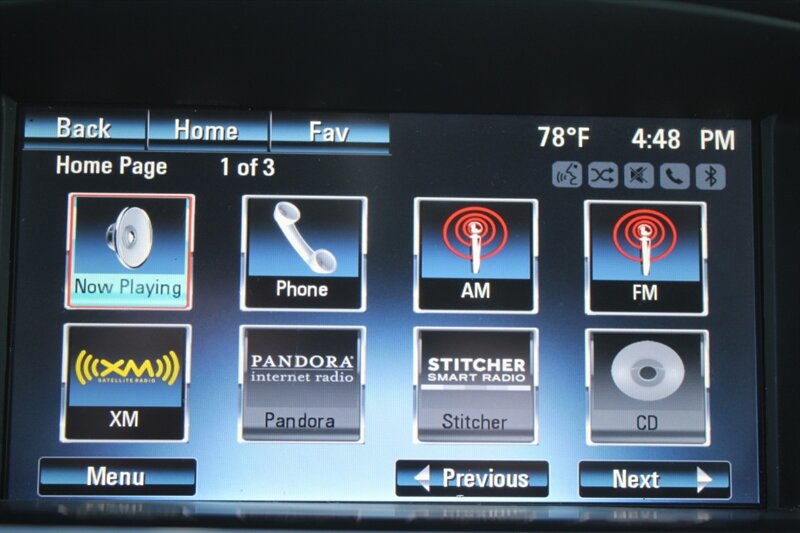 Back Home Fav
78°F 4:48 PM
Home Page 1 of 3
Now Playing Phone AM FM
XM SATELLITE RADIO PANDORA internet radio STITCHER SMART RADIO
XM Pandora Stitcher CD
Menu Previous Next